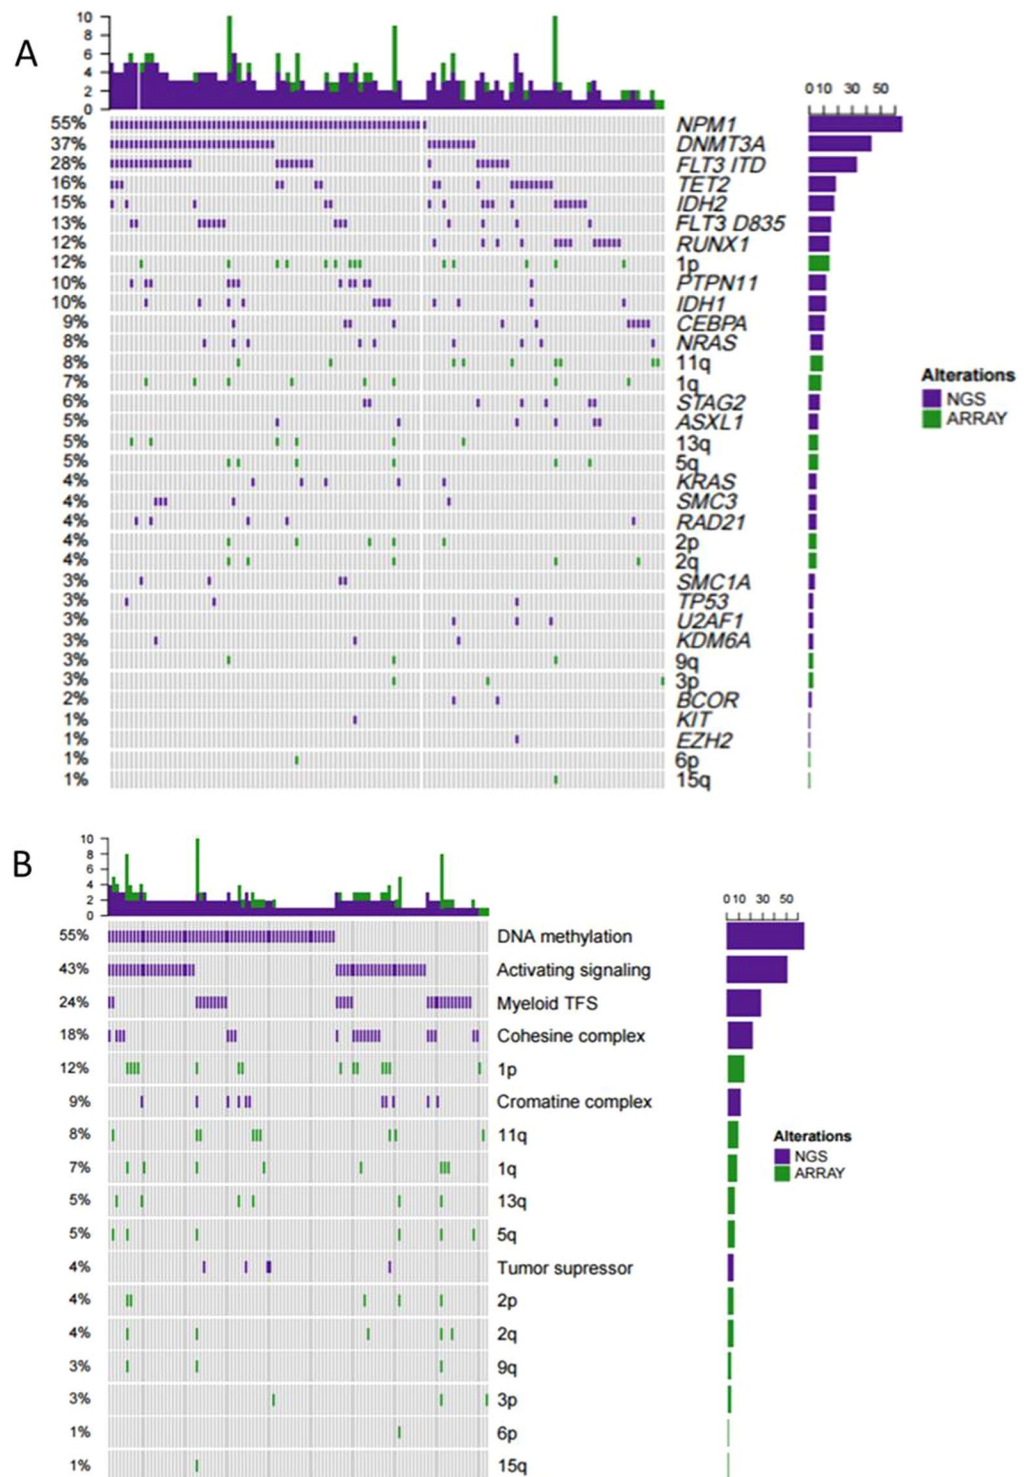 A
10
8
6
4
2
0
0 10 30 50
55% NPM1
37% DNMT3A
28% FLT3 ITD
16% TET2
15% IDH2
13% FLT3 D835
12% RUNX1
12% 1p
10% PTPN11
10% IDH1
9% CEBPA
8% NRAS
8% 11q
7% 1q
6% STAG2
5% ASXL1
5% 13q
5% 5q
4% KRAS
4% SMC3
4% RAD21
4% 2p
4% 2q
3% SMC1A
3% TP53
3% U2AF1
3% KDM6A
3% 9q
3% 3p
2% BCOR
1% KIT
1% EZH2
1% 6p
1% 15q
Alterations
NGS
ARRAY
B
10
8
6
4
2
0
0 10 30 50
55% DNA methylation
43% Activating signaling
24% Myeloid TFS
18% Cohesine complex
12% 1p
9% Cromatine complex
8% 11q
7% 1q
5% 13q
5% 5q
4% Tumor supressor
4% 2p
4% 2q
3% 9q
3% 3p
1% 6p
1% 15q
Alterations
NGS
ARRAY